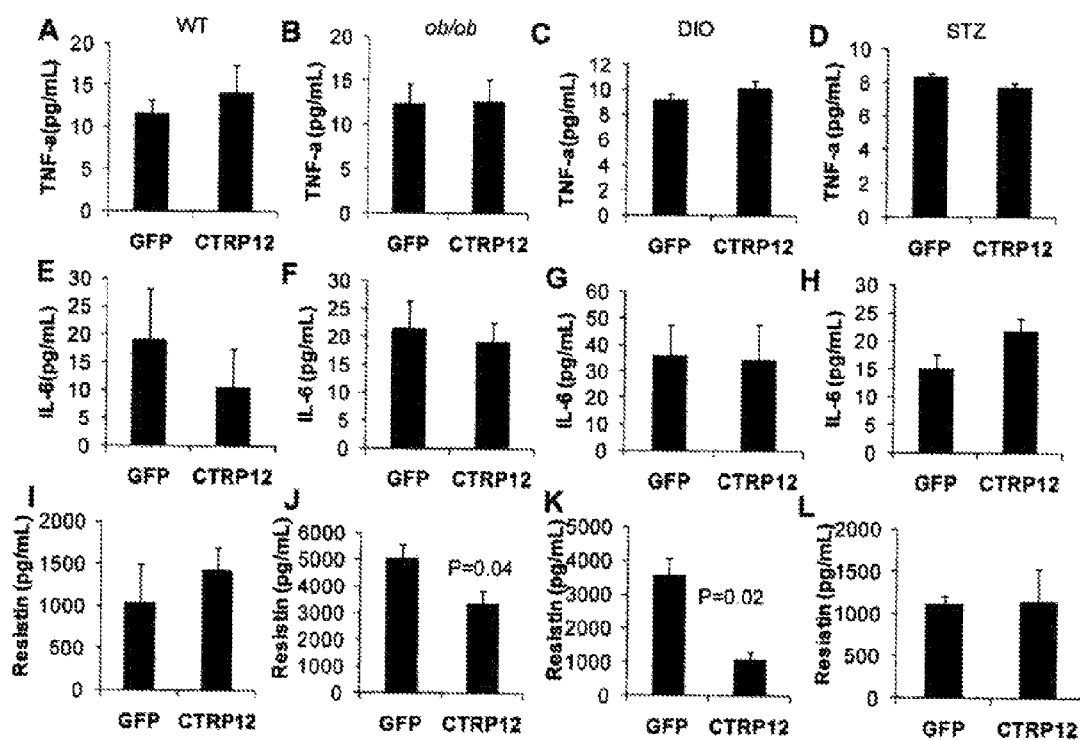 A WT
TNF-a(pg/mL)
20
15
10
5
0
GFP CTRP12
B ob/ob
TNF-a (pg/mL)
20
15
10
5
0
GFP CTRP12
C DIO
TNF-a(pg/mL)
12
10
8
6
4
2
0
GFP CTRP12
D STZ
TNF-a (pg/mL)
10
8
6
4
2
0
GFP CTRP12
E
IL-6(pg/mL)
30
25
20
15
10
5
0
GFP CTRP12
F
IL-6 (pg/mL)
30
25
20
15
10
5
0
GFP CTRP12
G
IL-6 (pg/mL)
60
50
40
30
20
10
0
GFP CTRP12
H
IL-6 (pg/mL)
30
25
20
15
10
5
0
GFP CTRP12
I
Resistin (pg/mL)
2000
1500
1000
500
0
GFP CTRP12
J
Resistin (pg/mL)
6000
5000
4000
3000
2000
1000
0
P=0.04
GFP CTRP12
K
Resistin (pg/mL)
5000
4000
3000
2000
1000
0
P=0.02
GFP CTRP12
L
Resistin (pg/mL)
2000
1500
1000
500
0
GFP CTRP12